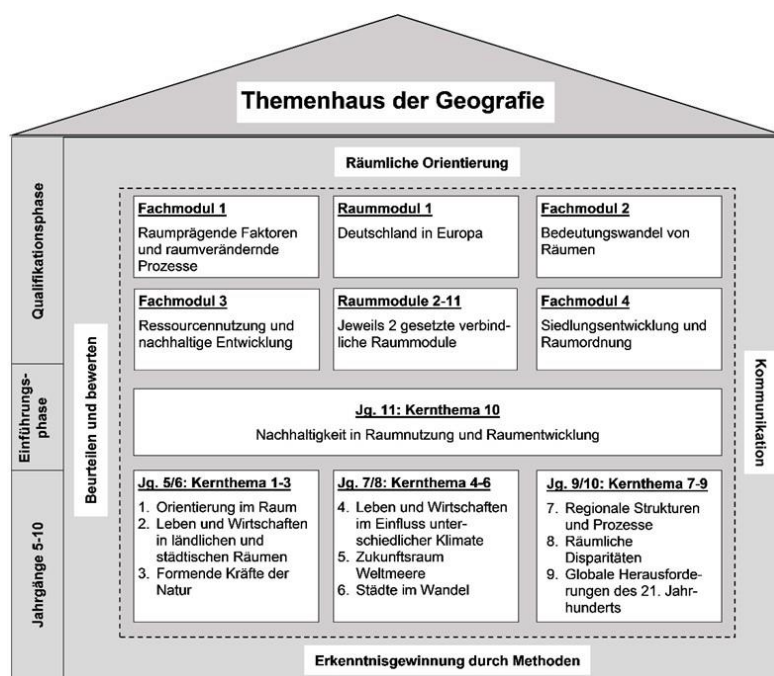 Themenhaus der Geografie
Räumliche Orientierung
Qualifikationsphase
Fachmodul 1
Raumprägende Faktoren
und raumverändernde
Prozesse
Raummodul 1
Deutschland in Europa
Fachmodul 2
Bedeutungswandel von
Räumen
Fachmodul 3
Ressourcennutzung und
nachhaltige Entwicklung
Raummodule 2-11
Jeweils 2 gesetzte verbind-
liche Raummodule
Fachmodul 4
Siedlungsentwicklung und
Raumordnung
Beurteilen und bewerten
Kommunikation
Einführungs-
phase
Jg. 11: Kernthema 10
Nachhaltigkeit in Raumnutzung und Raumentwicklung
Jahrgänge 5-10
Jg. 5/6: Kernthema 1-3
1. Orientierung im Raum
2. Leben und Wirtschaften
in ländlichen und
städtischen Räumen
3. Formende Kräfte der
Natur
Jg. 7/8: Kernthema 4-6
4. Leben und Wirtschaften
im Einfluss unter-
schiedlicher Klimate
5. Zukunftsraum
Weltmeere
6. Städte im Wandel
Jg. 9/10: Kernthema 7-9
7. Regionale Strukturen
und Prozesse
8. Räumliche
Disparitäten
9. Globale Herausforde-
rungen des 21. Jahr-
hunderts
Erkenntnisgewinnung durch Methoden